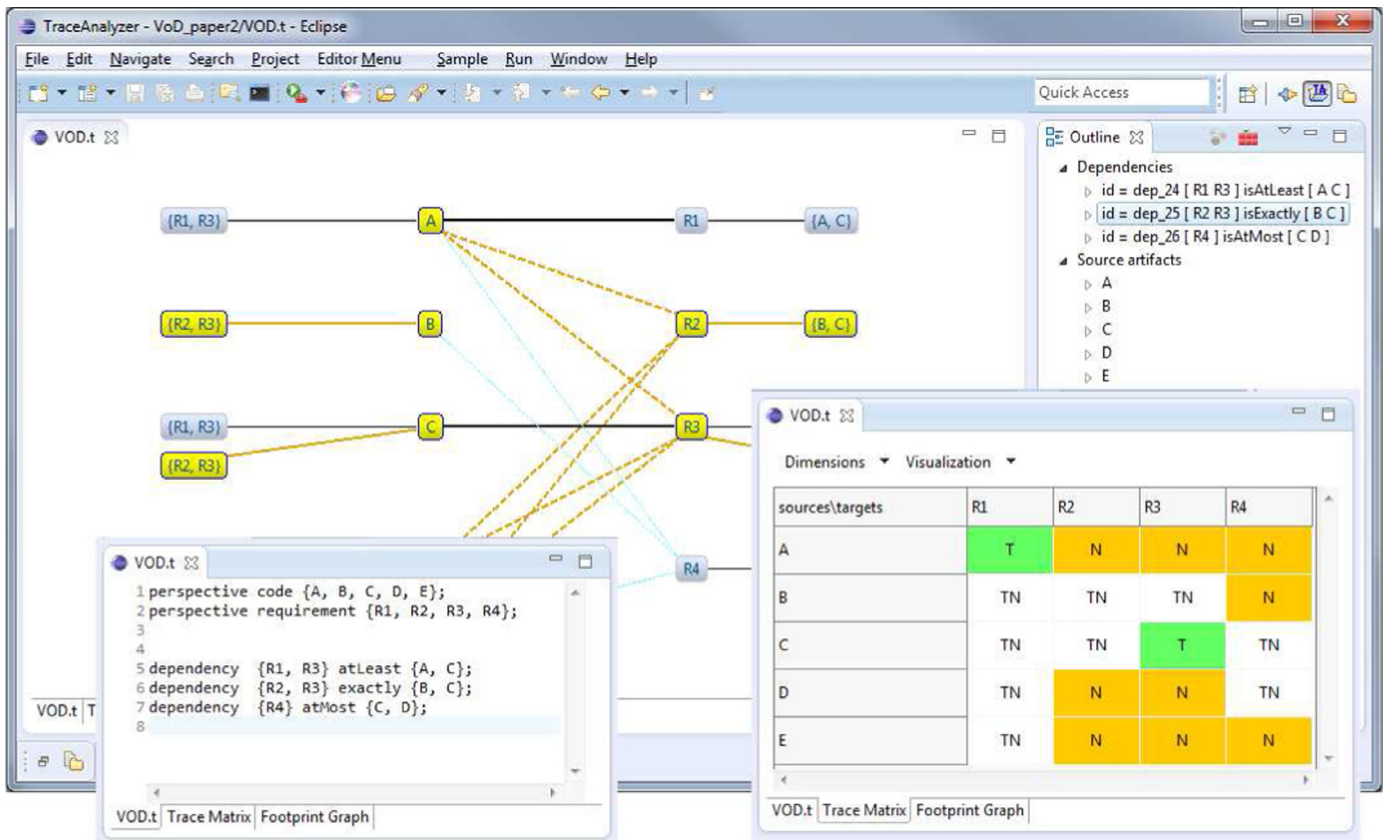 TraceAnalyzer - VoD_paper2/VOD.t - Eclipse
File Edit Navigate Search Project Editor Menu Sample Run Window Help
Quick Access
VOD.t
{R1, R3} A R1 {A, C}
{R2, R3} B R2 {B, C}
{R1, R3} C R3
{R2, R3}
R4
VOD.t T
Outline
Dependencies
id = dep_24 [ R1 R3 ] isAtLeast [ A C ]
id = dep_25 [ R2 R3 ] isExactly [ B C ]
id = dep_26 [ R4 ] isAtMost [ C D ]
Source artifacts
A
B
C
D
E
VOD.t
1 perspective code {A, B, C, D, E};
2 perspective requirement {R1, R2, R3, R4};
3
4
5 dependency {R1, R3} atLeast {A, C};
6 dependency {R2, R3} exactly {B, C};
7 dependency {R4} atMost {C, D};
8
VOD.t Trace Matrix Footprint Graph
VOD.t
Dimensions Visualization
sources\targets R1 R2 R3 R4
A T N N N
B TN TN TN N
C TN TN T TN
D TN N N TN
E TN N N N
VOD.t Trace Matrix Footprint Graph